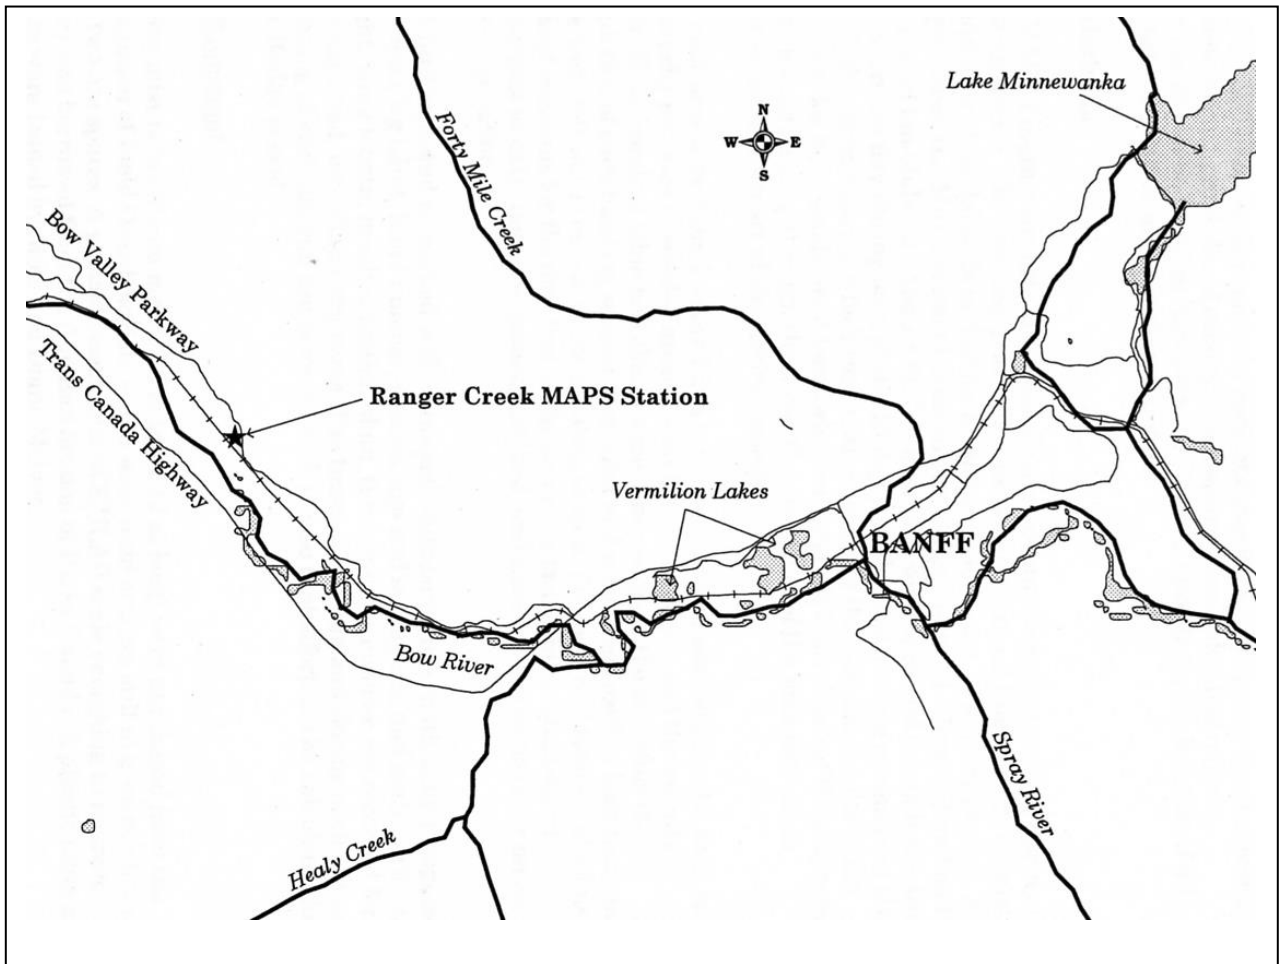 Lake Minnewanka
Forty Mile Creek
N
W E
S
Bow Valley Parkway
Trans Canada Highway
Ranger Creek MAPS Station
Vermilion Lakes
BANFF
Bow River
Spray River
Healy Creek